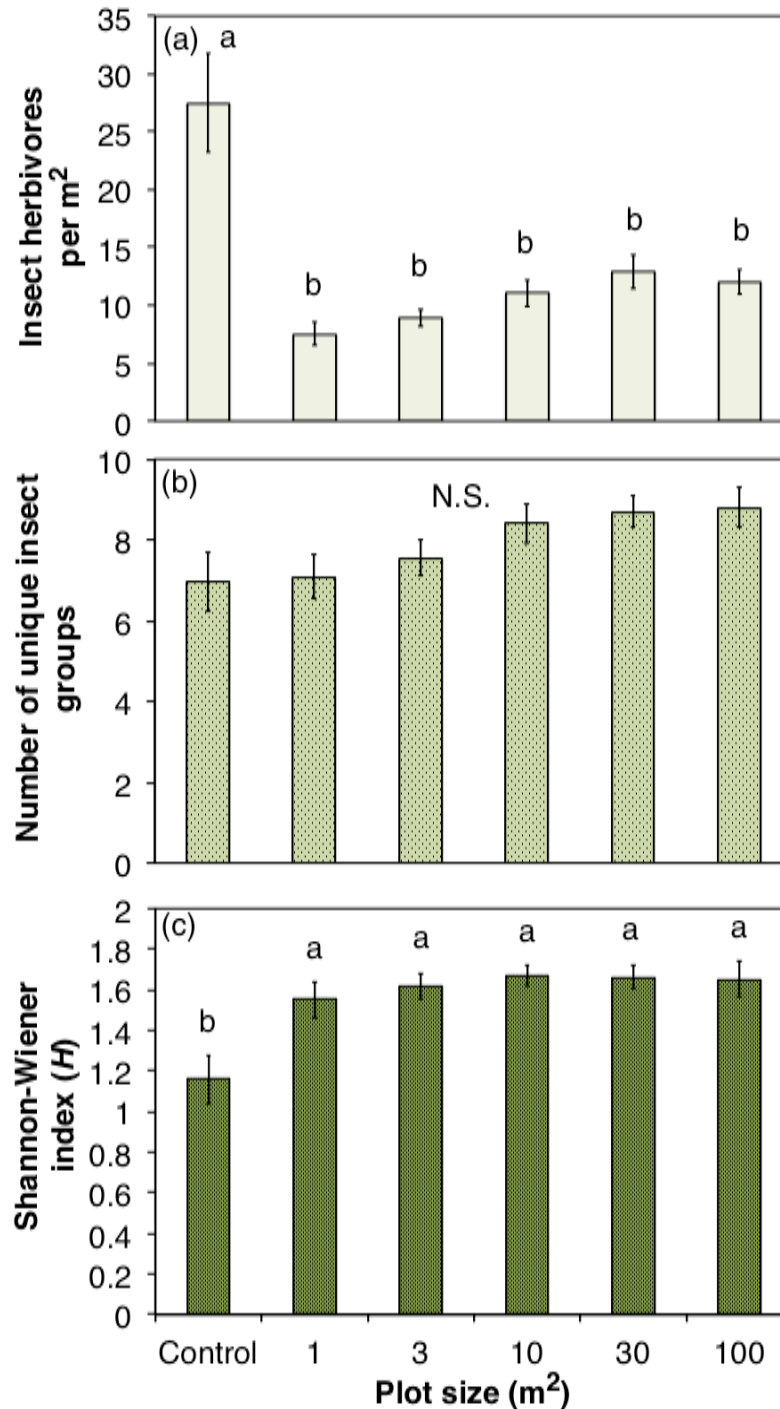 (a) a
35
30
25
20
15
10
5
0
b
b
b
b
b
Insect herbivores
per m²
(b)
N.S.
10
8
6
4
2
0
Number of unique insect
groups
(c)
2
1.8
1.6
1.4
1.2
1
0.8
0.6
0.4
0.2
0
b
a
a
a
a
a
Shannon-Wiener
index (H)
Control 1 3 10 30 100
Plot size (m²)